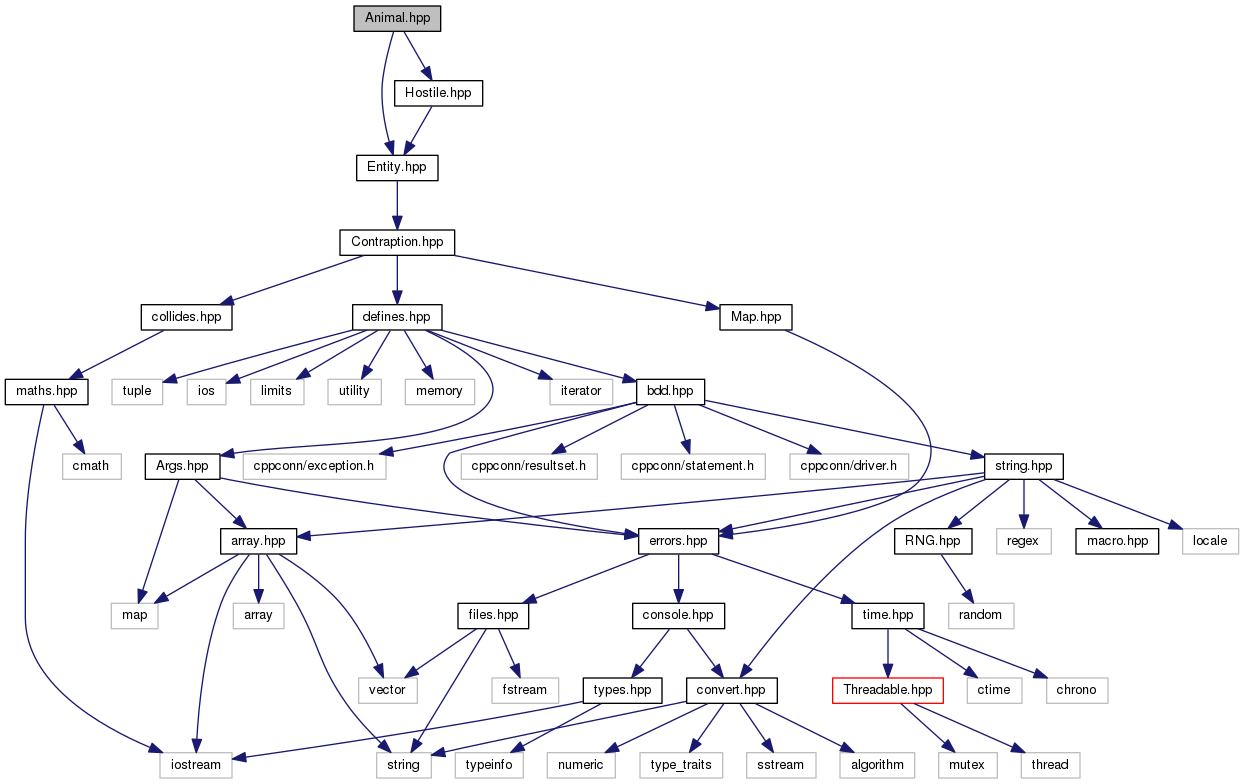 Animal.hpp
Hostile.hpp
Entity.hpp
Contraption.hpp
collides.hpp
defines.hpp
Map.hpp
maths.hpp
tuple
ios
limits
utility
memory
iterator
bdd.hpp
cmath
Args.hpp
cppconn/exception.h
cppconn/resultset.h
cppconn/statement.h
cppconn/driver.h
string.hpp
array.hpp
errors.hpp
RNG.hpp
regex
macro.hpp
locale
map
array
files.hpp
console.hpp
time.hpp
random
vector
fstream
types.hpp
convert.hpp
Threadable.hpp
ctime
chrono
iostream
string
typeinfo
numeric
type_traits
sstream
algorithm
mutex
thread